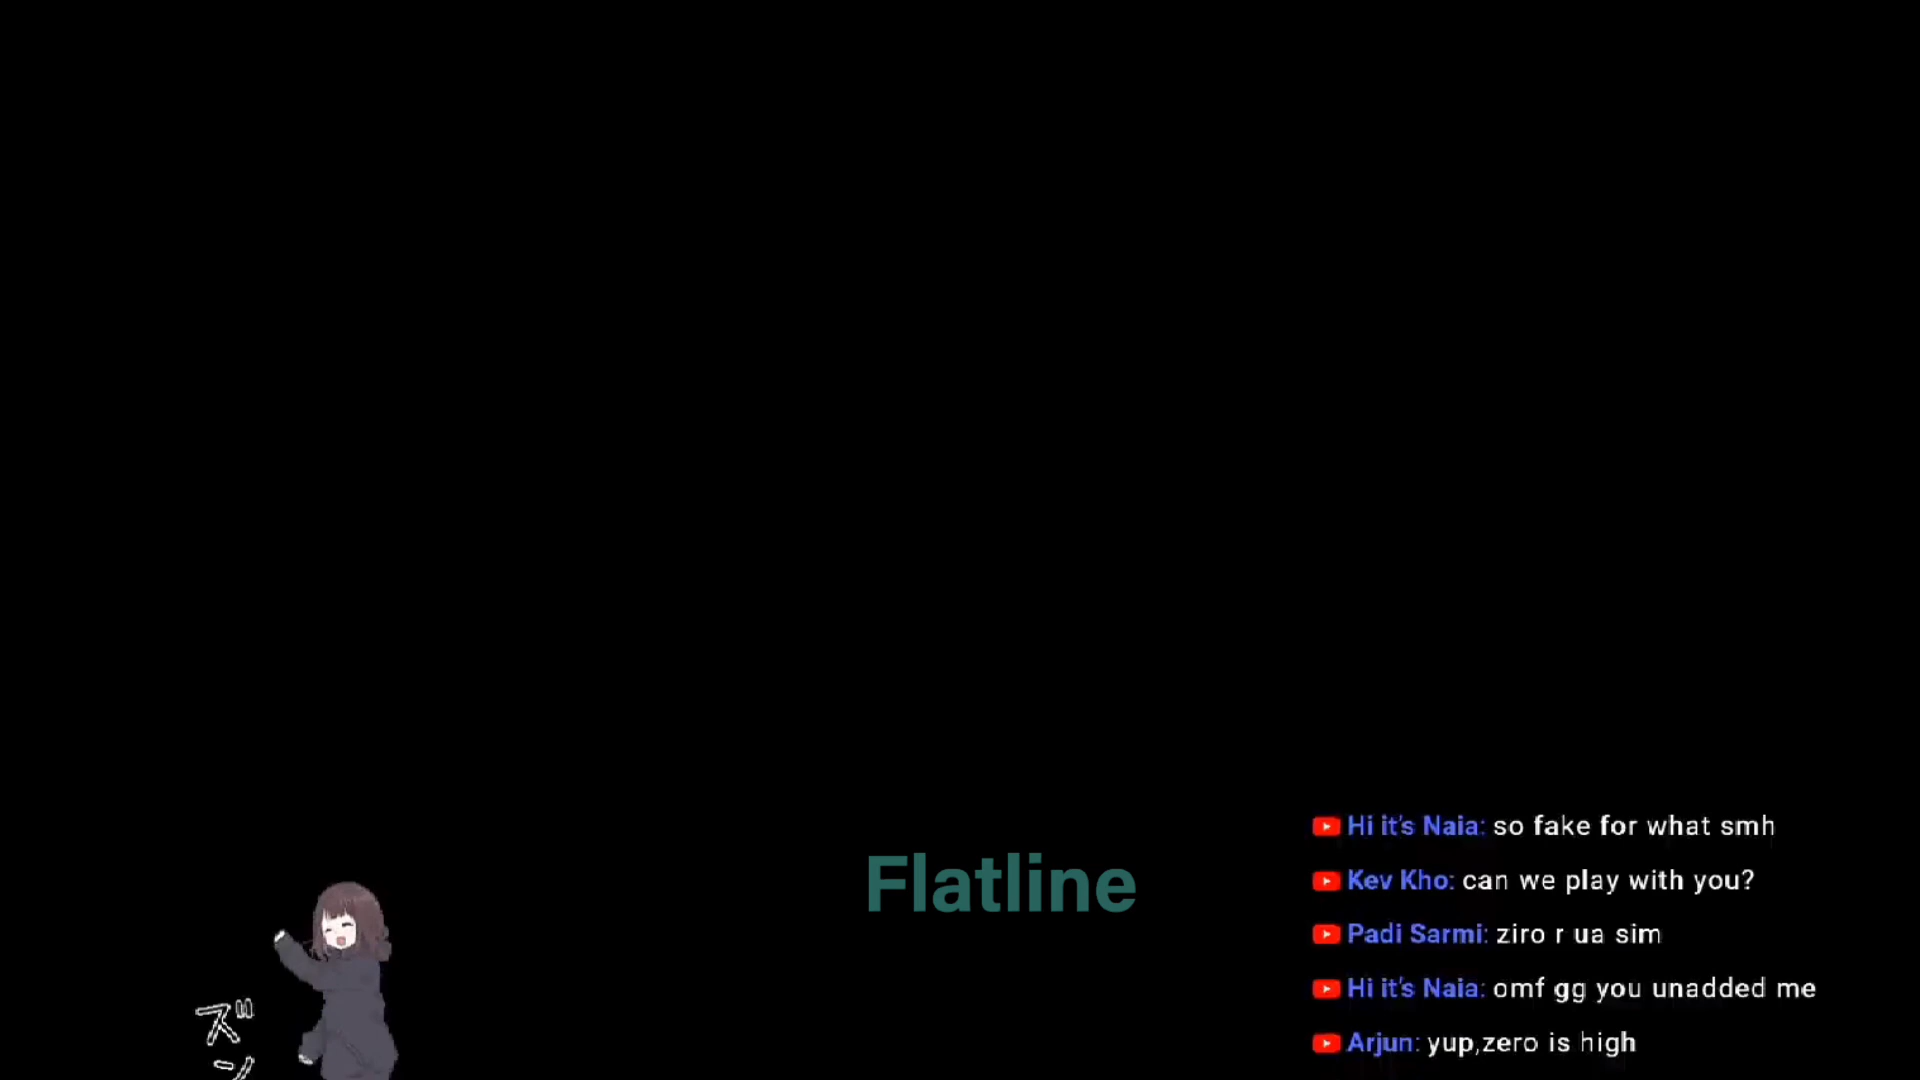 Hi it's Naia: so fake for what smh
Flatline
Kev Kho: can we play with you?
Padi Sarmi: ziro r ua sim
Hi it's Naia: omf gg you unadded me
Arjun: yup,zero is high
ズ
ン